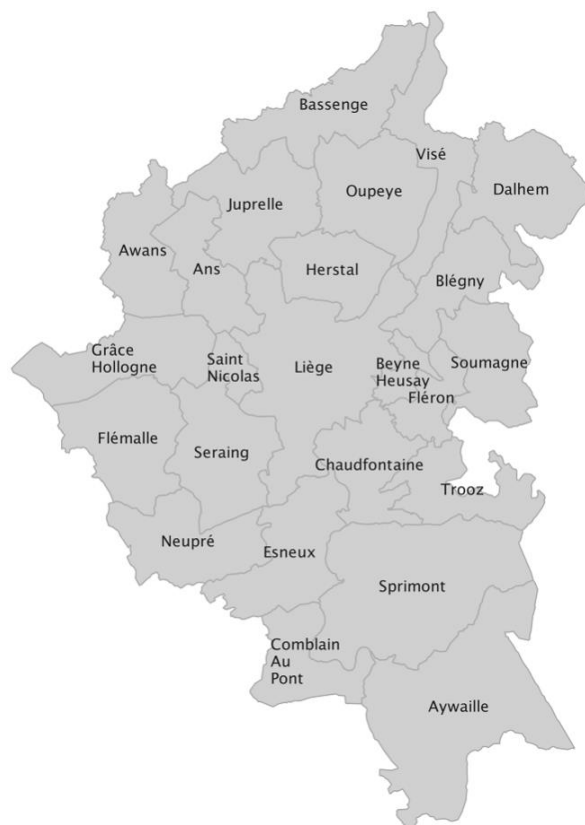 Bassenge
Visé
Dalhem
Oupeye
Juprelle
Awans
Ans
Herstal
Blégny
Grâce
Hollogne
Saint
Nicolas
Liège
Beyne
Heusay
Fléron
Soumagne
Flémalle
Seraing
Chaudfontaine
Trooz
Neupré
Esneux
Sprimont
Comblain
Au
Pont
Aywaille